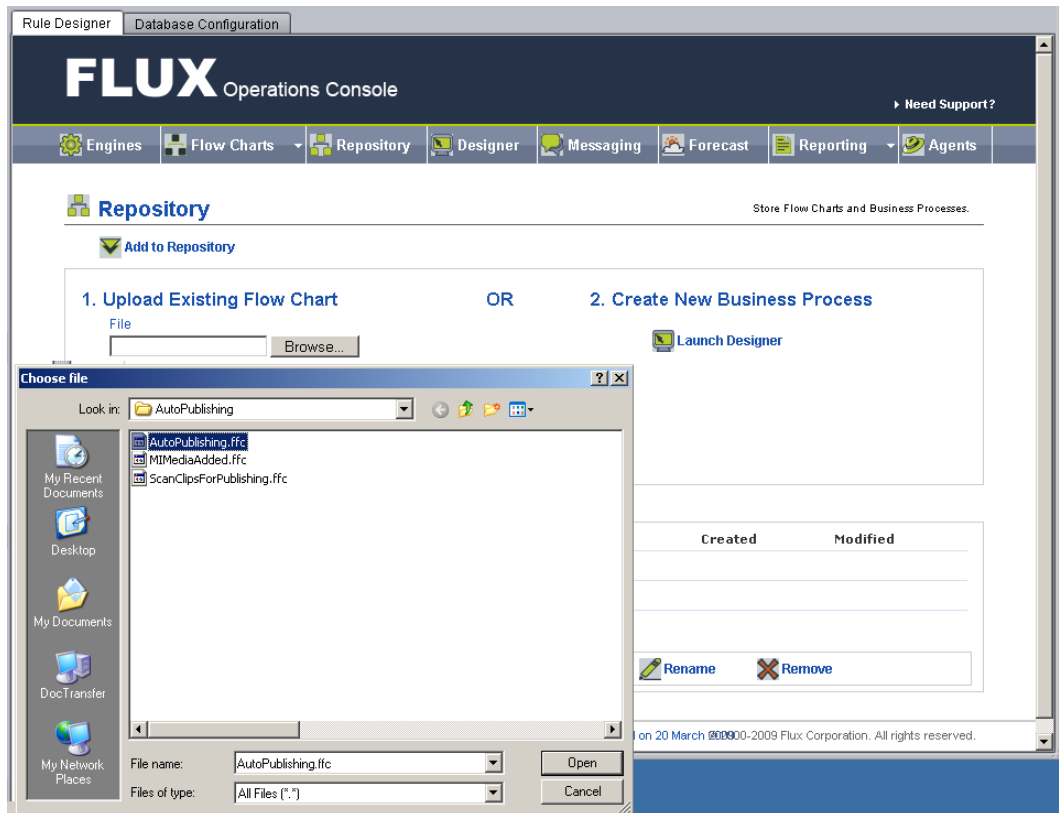 Rule Designer Database Configuration
FLUX Operations Console
Need Support?
Engines Flow Charts Repository Designer Messaging Forecast Reporting Agents
Repository
Store Flow Charts and Business Processes.
Add to Repository
1. Upload Existing Flow Chart OR 2. Create New Business Process
File
Browse...
Launch Designer
Choose file
Look in: AutoPublishing
AutoPublishing.ffc
MIMediaAdded.ffc
ScanClipsForPublishing.ffc
My Recent
Documents
Desktop
My Documents
DocTransfer
My Network
Places
File name: AutoPublishing.ffc Open
Files of type: All Files (*.*) Cancel
Created Modified
Rename Remove
on 20 March 2009 Flux Corporation. All rights reserved.